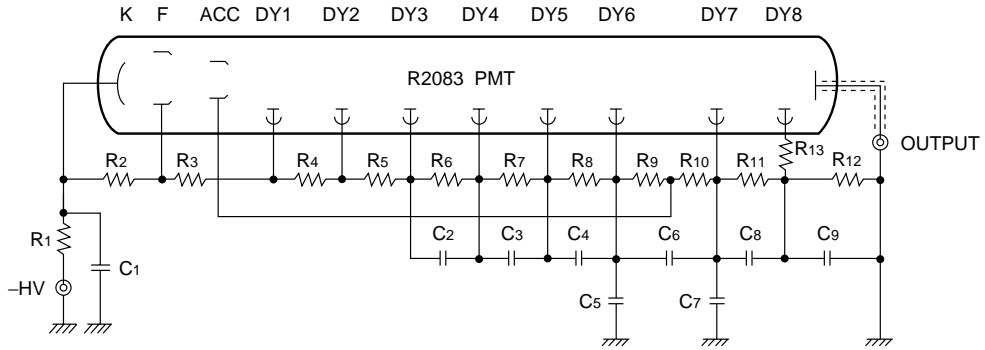 K F ACC DY1 DY2 DY3 DY4 DY5 DY6 DY7 DY8
R2083 PMT
R13
OUTPUT
R2 R3 R4 R5 R6 R7 R8 R9 R10 R11 R12
R1
C1
C2 C3 C4 C6 C8 C9
–HV
C5 C7